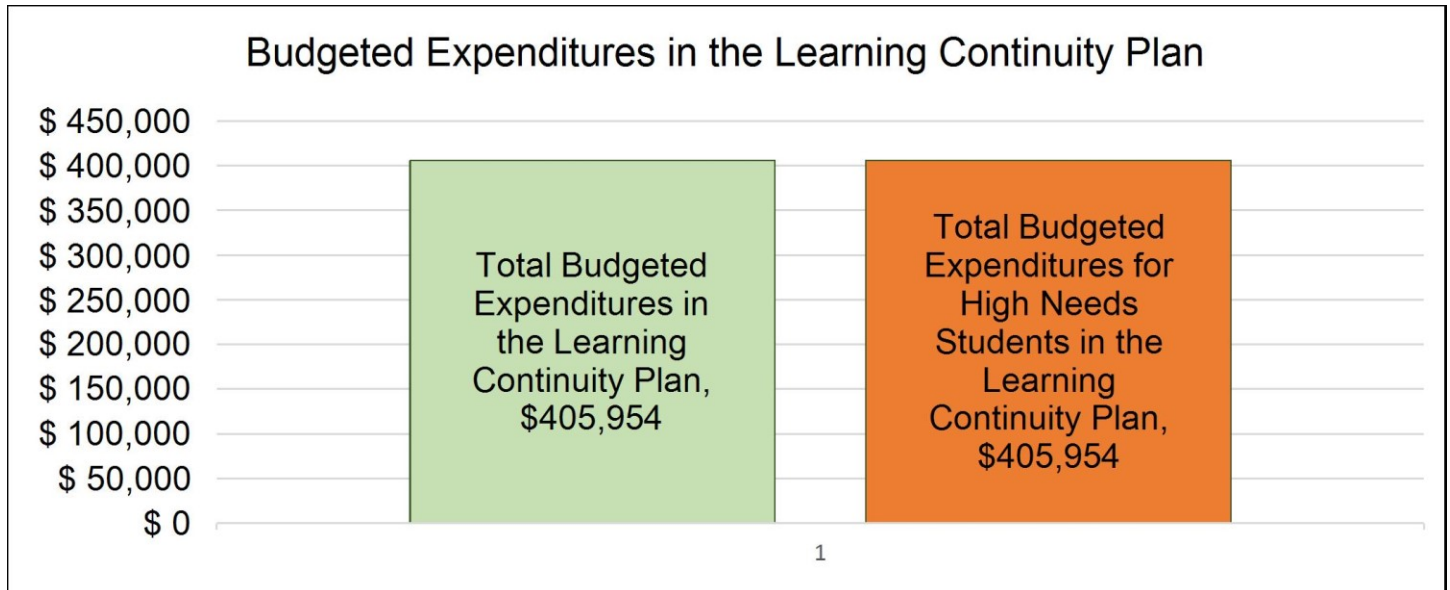 Budgeted Expenditures in the Learning Continuity Plan
$ 450,000
$ 400,000
$ 350,000
$ 300,000
$ 250,000
$ 200,000
$ 150,000
$ 100,000
$ 50,000
$ 0
Total Budgeted
Expenditures in
the Learning
Continuity Plan,
$405,954
Total Budgeted
Expenditures for
High Needs
Students in the
Learning
Continuity Plan,
$405,954
1